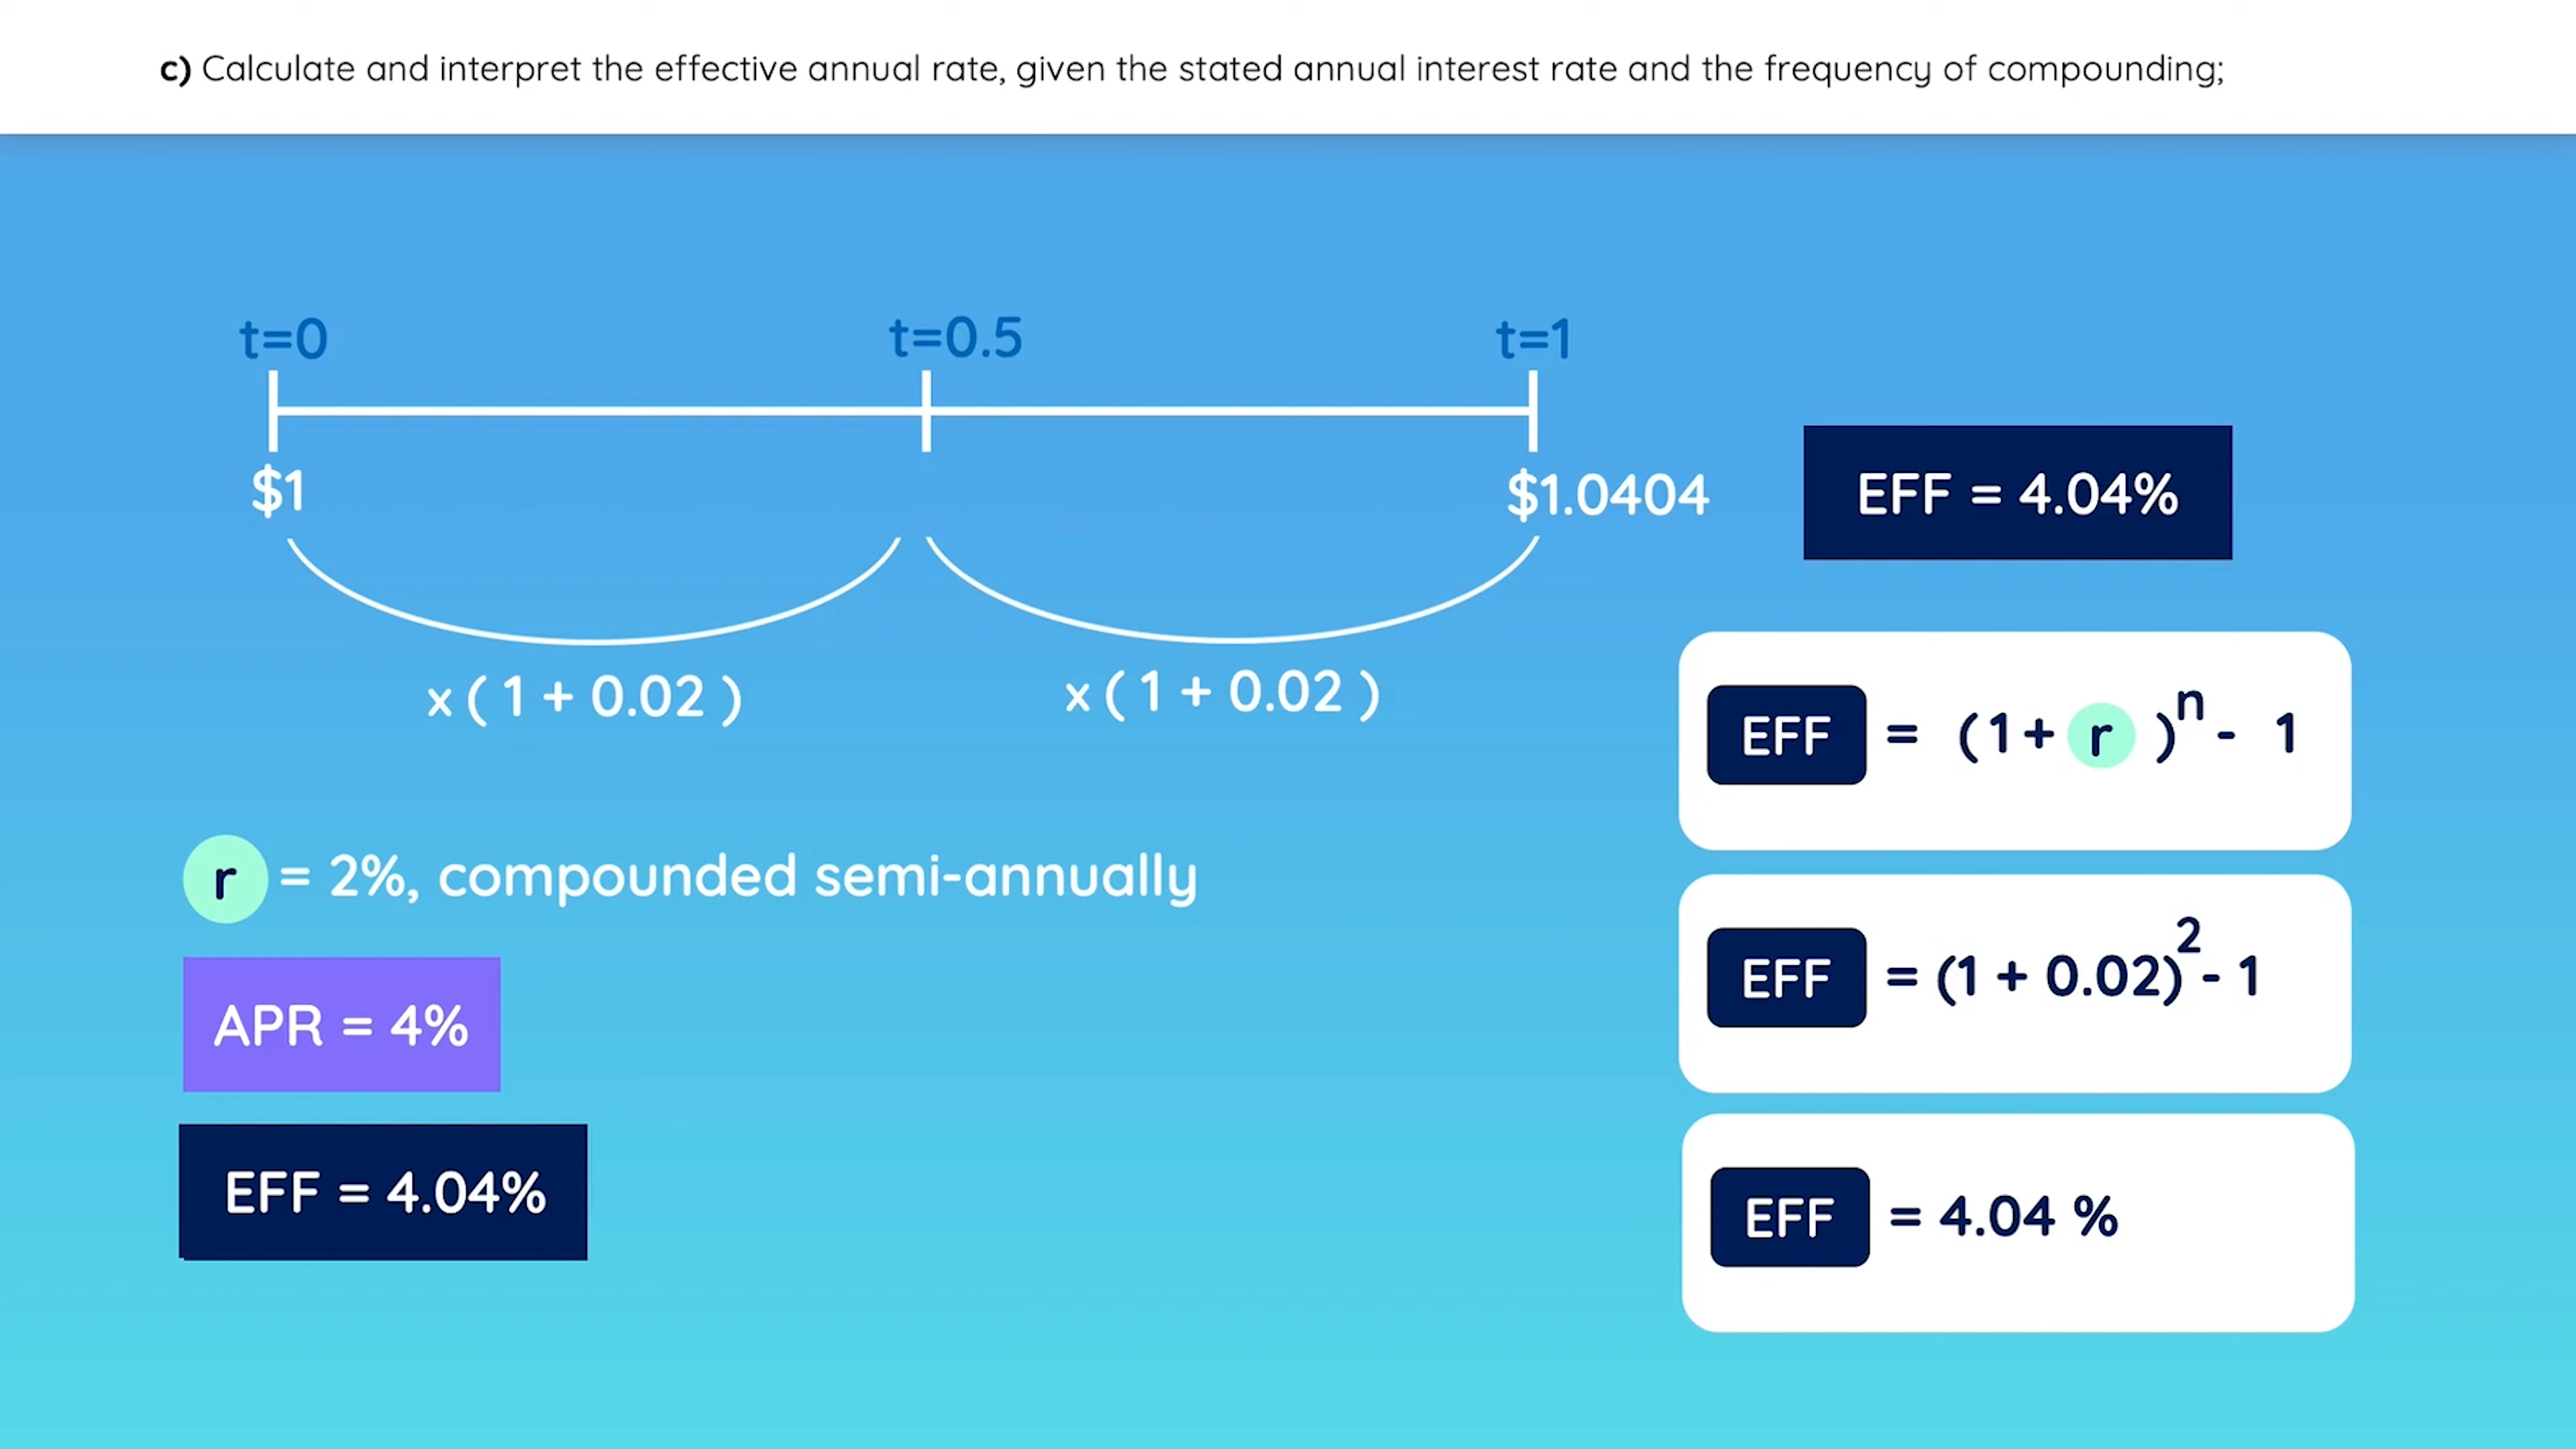 c) Calculate and interpret the effective annual rate, given the stated annual interest rate and the frequency of compounding;
t=0
t=0.5
t=1
$1
$1.0404
EFF = 4.04%
x ( 1 + 0.02 )
x ( 1 + 0.02 )
EFF = (1 + r )ⁿ - 1
r = 2%, compounded semi-annually
EFF = (1 + 0.02)² - 1
APR = 4%
EFF = 4.04%
EFF = 4.04 %